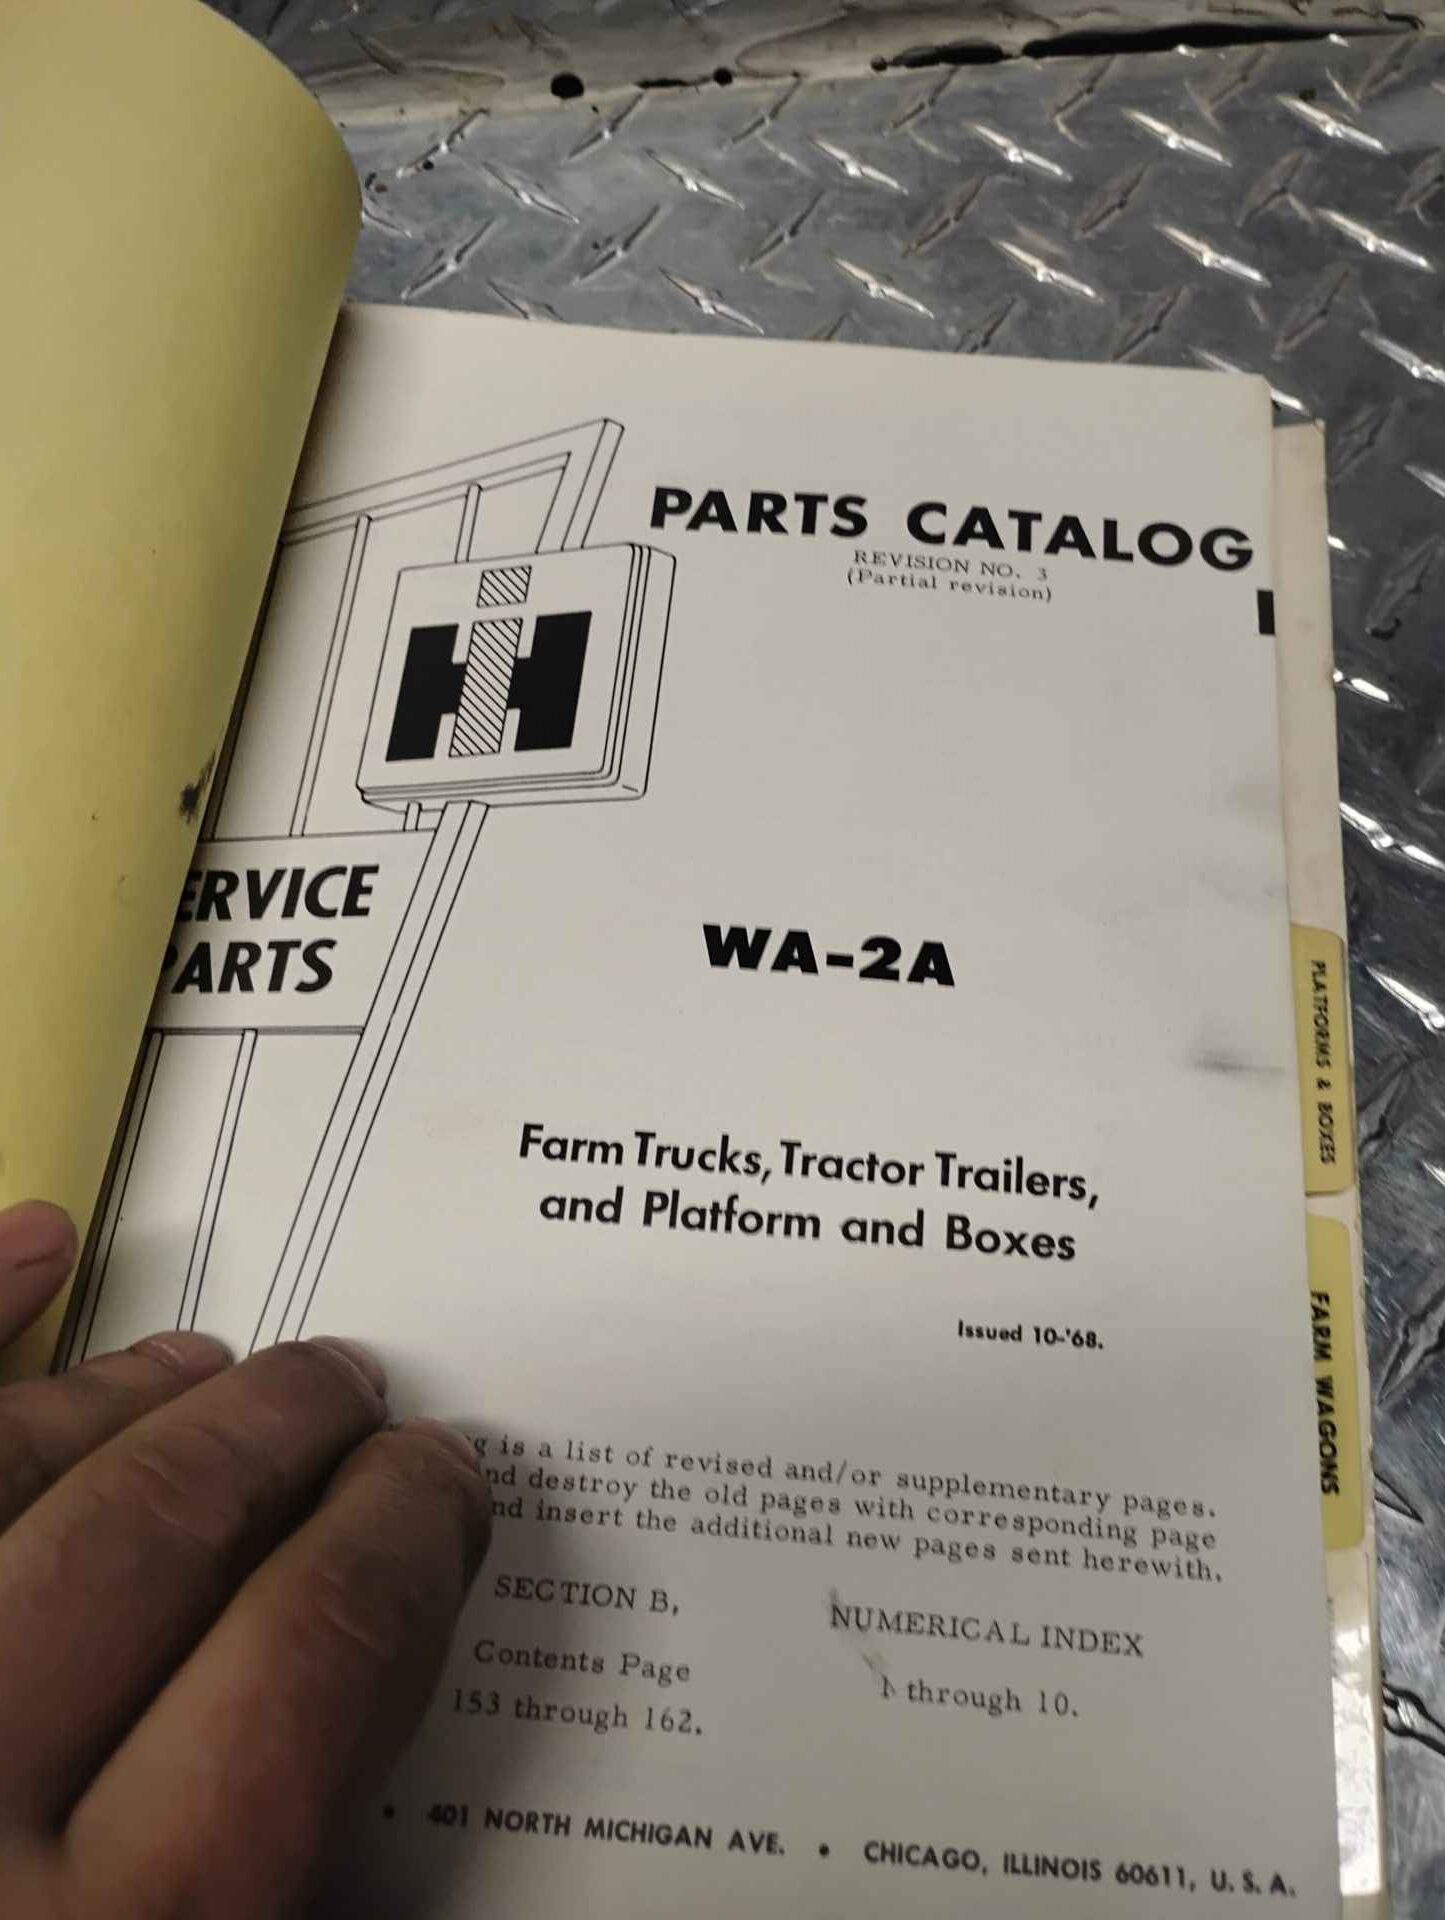 PARTS CATALOG
REVISION NO. 3
(Partial revision)
IH
ERVICE
PARTS
WA-2A
Farm Trucks, Tractor Trailers,
and Platform and Boxes
Issued 10-'68.
is a list of revised and/or supplementary pages.
nd destroy the old pages with corresponding page
nd insert the additional new pages sent herewith.
SECTION B,
Contents Page
153 through 162.
NUMERICAL INDEX
1 through 10.
• 401 NORTH MICHIGAN AVE. • CHICAGO, ILLINOIS 60611, U. S. A.
PLATFORMS & BOXES
FARM WAGONS